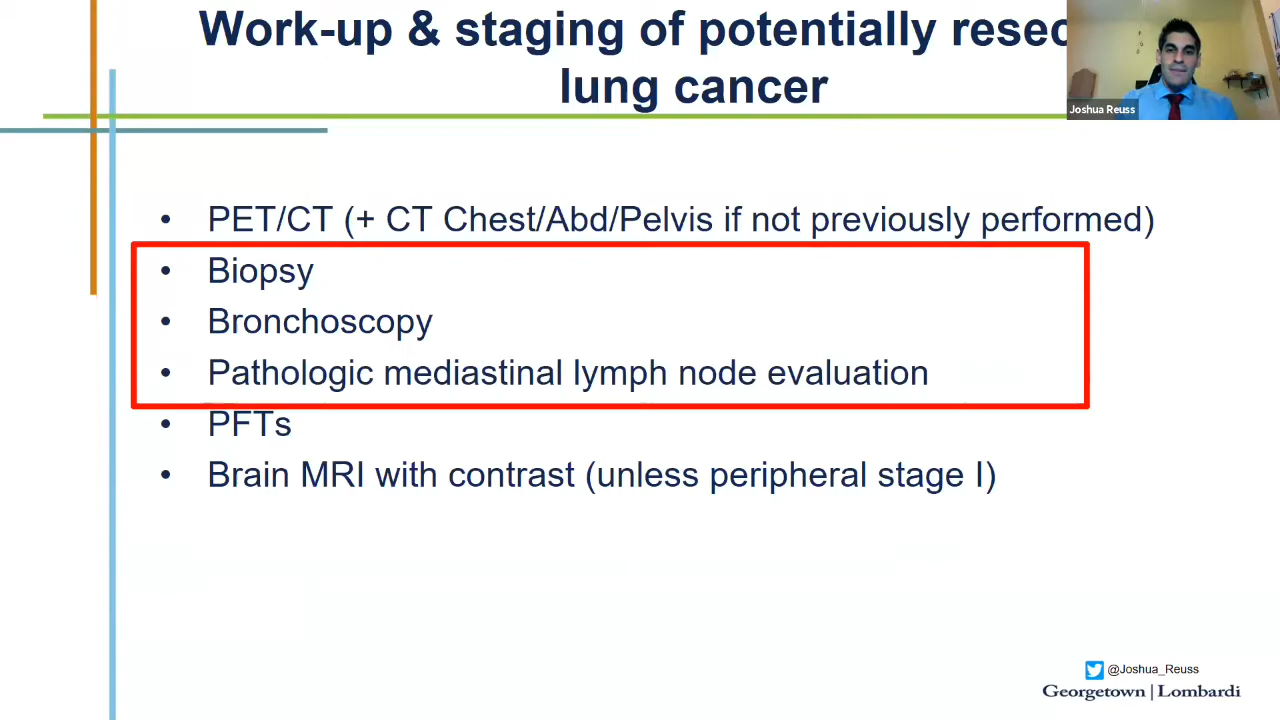 Work-up & staging of potentially resec
lung cancer
Joshua Reuss
• PET/CT (+ CT Chest/Abd/Pelvis if not previously performed)
• Biopsy
• Bronchoscopy
• Pathologic mediastinal lymph node evaluation
• PFTs
• Brain MRI with contrast (unless peripheral stage I)
@Joshua_Reuss
Georgetown | Lombardi